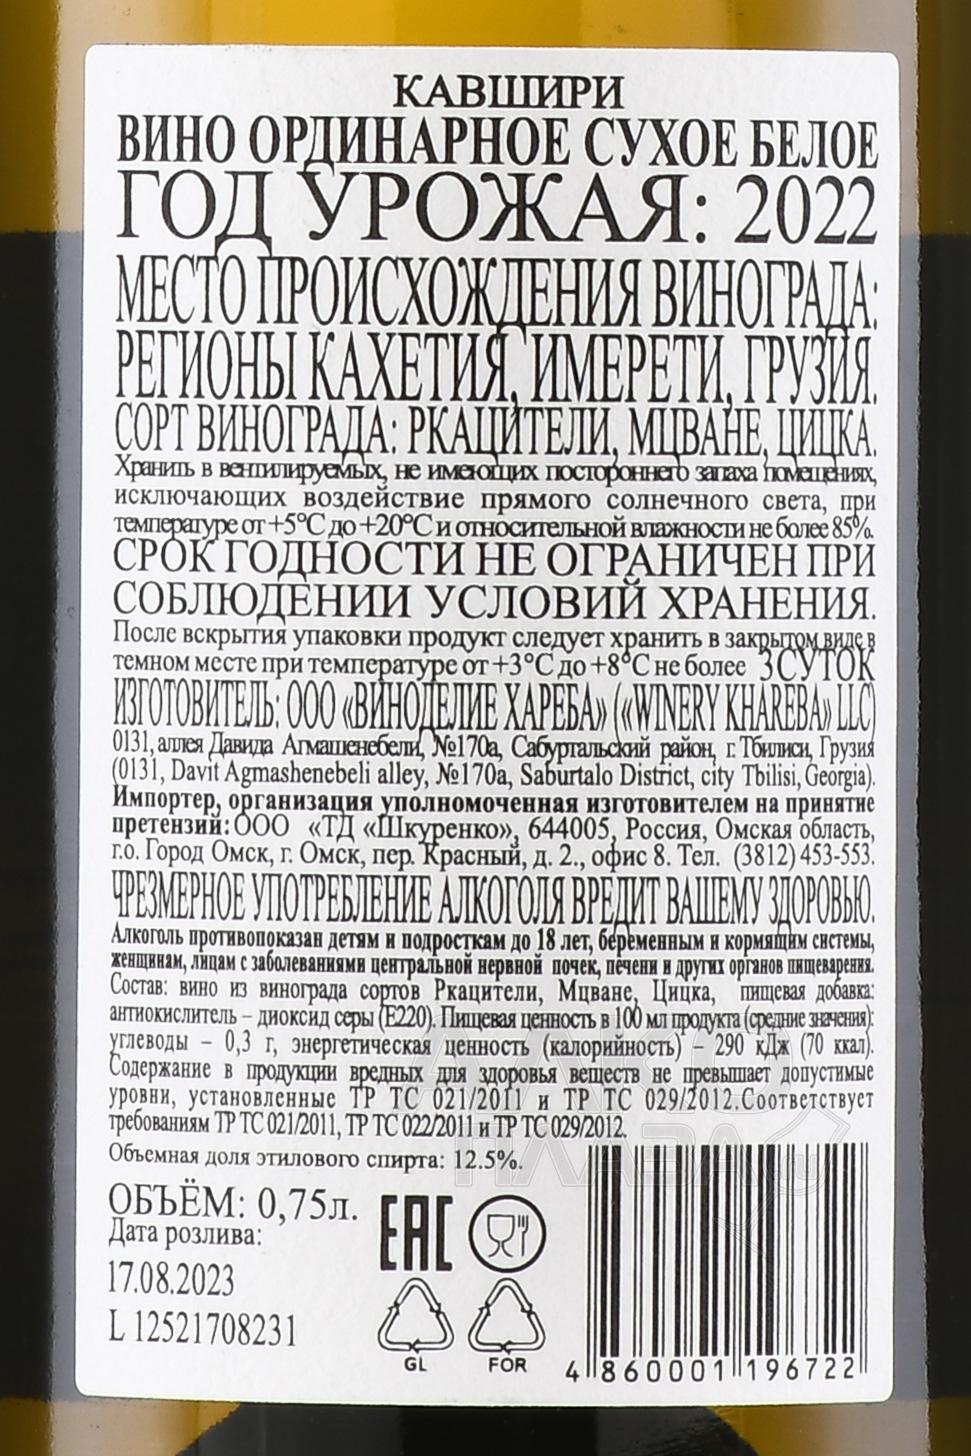 КАВШИРИ
ВИНО ОРДИНАРНОЕ СУХОЕ БЕЛОЕ
ГОД УРОЖАЯ: 2022
МЕСТО ПРОИСХОЖДЕНИЯ ВИНОГРАДА:
РЕГИОНЫ КАХЕТИЯ, ИМЕРЕТИ, ГРУЗИЯ.
СОРТ ВИНОГРАДА: РКАЦИТЕЛИ, МЦВАНЕ, ЦИЦКА.
Хранить в вентилируемых, не имеющих постороннего запаха помещениях,
исключающих воздействие прямого солнечного света, при
температуре от +5°С до +20°С и относительной влажности не более 85%.
СРОК ГОДНОСТИ НЕ ОГРАНИЧЕН ПРИ
СОБЛЮДЕНИИ УСЛОВИЙ ХРАНЕНИЯ.
После вскрытия упаковки продукт следует хранить в закрытом виде в
темном месте при температуре от +3°С до +8°С не более 3 СУТОК
ИЗГОТОВИТЕЛЬ: ООО «ВИНОДЕЛИЕ ХАРЕБА» («WINERY KHAREBA» LLC)
0131, аллея Давида Агмашенебели, №170а, Сабуртальский район, г. Тбилиси, Грузия
(0131, Davit Agmashenebeli alley, №170a, Saburtalo District, city Tbilisi, Georgia).
Импортер, организация уполномоченная изготовителем на принятие
претензий: ООО «ТД «Шкуренко», 644005, Россия, Омская область,
г.о. Город Омск, г. Омск, пер. Красный, д. 2., офис 8. Тел. (3812) 453-553.
ЧРЕЗМЕРНОЕ УПОТРЕБЛЕНИЕ АЛКОГОЛЯ ВРЕДИТ ВАШЕМУ ЗДОРОВЬЮ.
Алкоголь противопоказан детям и подросткам до 18 лет, беременным и кормящим системы,
женщинам, лицам с заболеваниями центральной нервной почек, печени и других органов пищеварения.
Состав: вино из винограда сортов Ркацители, Мцване, Цицка, пищевая добавка:
антиокислитель – диоксид серы (Е220). Пищевая ценность в 100 мл продукта (средние значения):
углеводы – 0,3 г, энергетическая ценность (калорийность) – 290 кДж (70 ккал).
Содержание в продукции вредных для здоровья веществ не превышает допустимые
уровни, установленные ТР ТС 021/2011 и ТР ТС 029/2012.Соответствует
требованиям ТР ТС 021/2011, ТР ТС 022/2011 и ТР ТС 029/2012.
Объемная доля этилового спирта: 12.5%.
ОБЪЁМ: 0,75л.
Дата розлива:
17.08.2023
L 12521708231
EAC
GL FOR
4 860001 196722